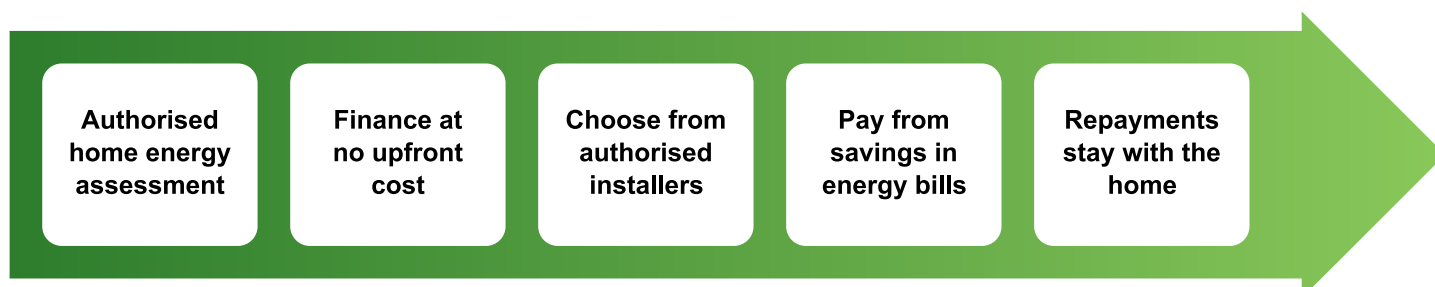 Authorised
home energy
assessment
Finance at
no upfront
cost
Choose from
authorised
installers
Pay from
savings in
energy bills
Repayments
stay with the
home